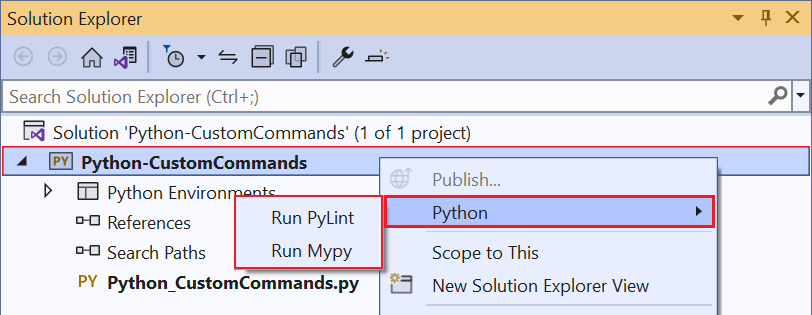 Solution Explorer
Search Solution Explorer (Ctrl+;)
Solution 'Python-CustomCommands' (1 of 1 project)
PY Python-CustomCommands
Python Environments
References
Search Paths
PY Python_CustomCommands.py
Run PyLint
Run Mypy
Publish...
Python
Scope to This
New Solution Explorer View